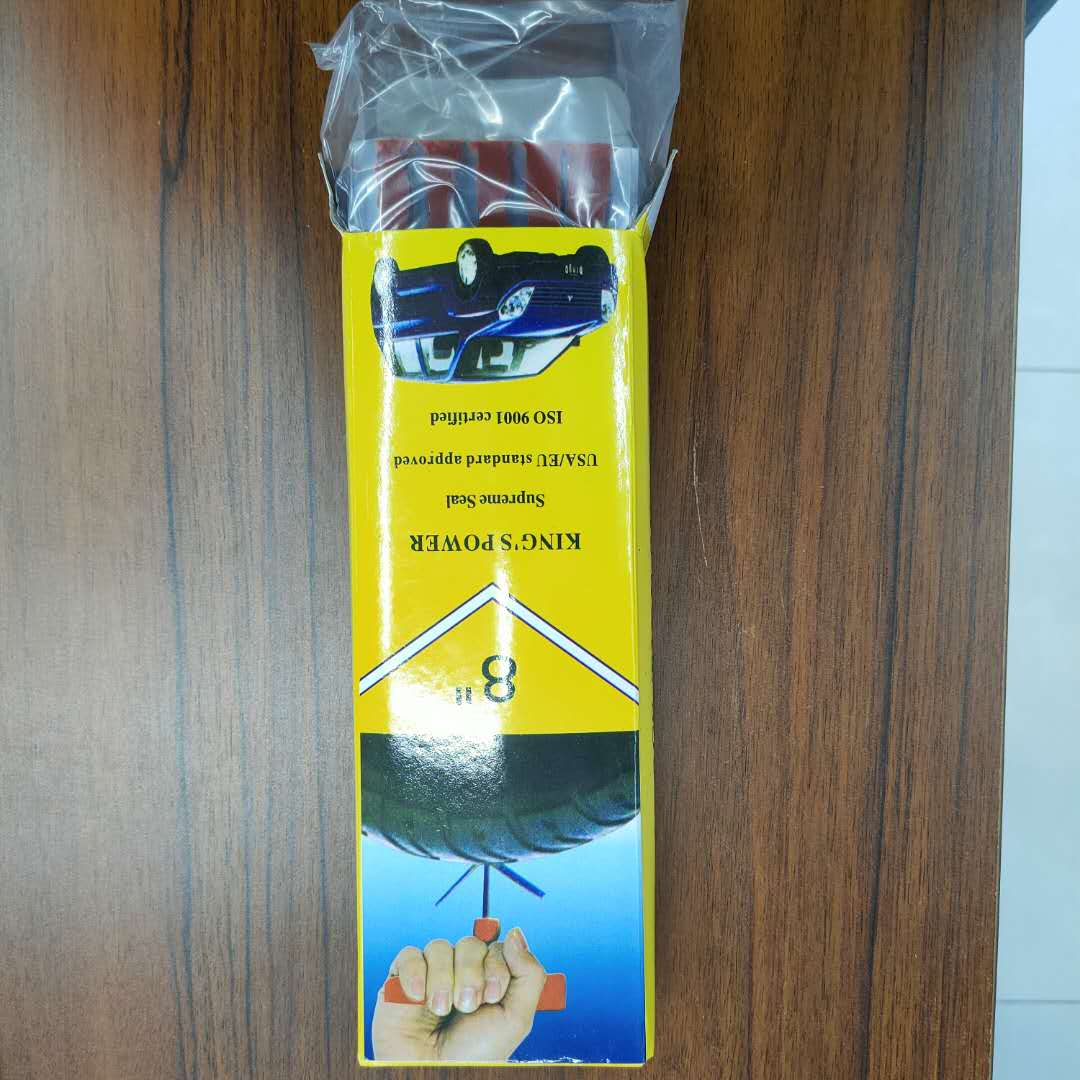 8"
KING'S POWER
Supreme Seal
USA/EU standard approved
ISO 9001 certified